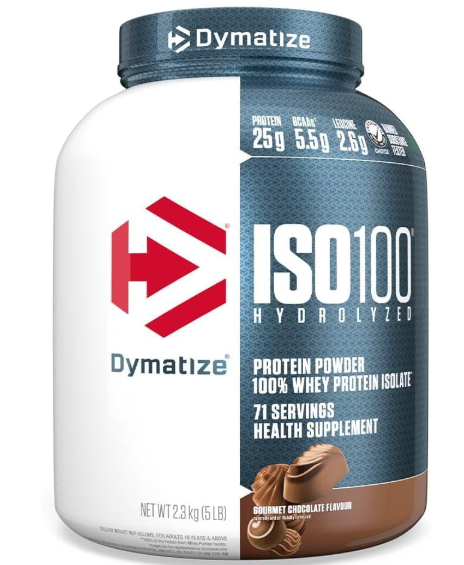 Dymatize
PROTEIN BCAAs LEUCINE
25g 5.5g 2.6g
ISO100
HYDROLYZED
Dymatize®
PROTEIN POWDER
100% WHEY PROTEIN ISOLATE
71 SERVINGS
HEALTH SUPPLEMENT
NET WT 2.3 kg (5 LB)
GOURMET CHOCOLATE FLAVOUR